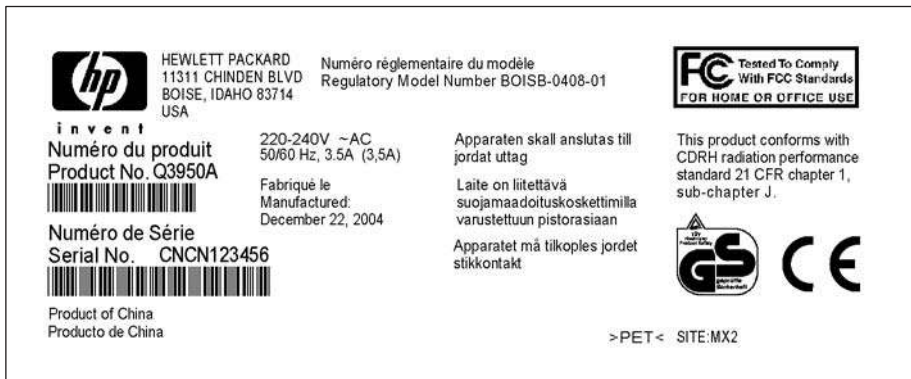 hp
invent
HEWLETT PACKARD
11311 CHINDEN BLVD
BOISE, IDAHO 83714
USA
Numéro réglementaire du modèle
Regulatory Model Number BOISB-0408-01
FC
Tested To Comply
With FCC Standards
FOR HOME OR OFFICE USE
Numéro du produit
Product No. Q3950A
220-240V ~AC
50/60 Hz, 3.5A (3,5A)
Fabriqué le
Manufactured:
December 22, 2004
Apparaten skall anslutas till
jordat uttag
Laite on liitettävä
suojamaadoituskoskettimilla
varustettuun pistorasiaan
Apparatet må tilkoples jordet
stikkontakt
This product conforms with
CDRH radiation performance
standard 21 CFR chapter 1,
sub-chapter J.
Numéro de Série
Serial No. CNCN123456
Product of China
Producto de China
TÜV
Product Safety
GS
geprüfte
Sicherheit
CE
>PET< SITE:MX2